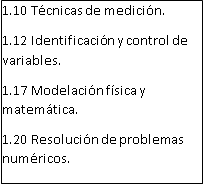 1.10 Técnicas de medición.
1.12 Identificación y control de
variables.
1.17 Modelación física y
matemática.
1.20 Resolución de problemas
numéricos.